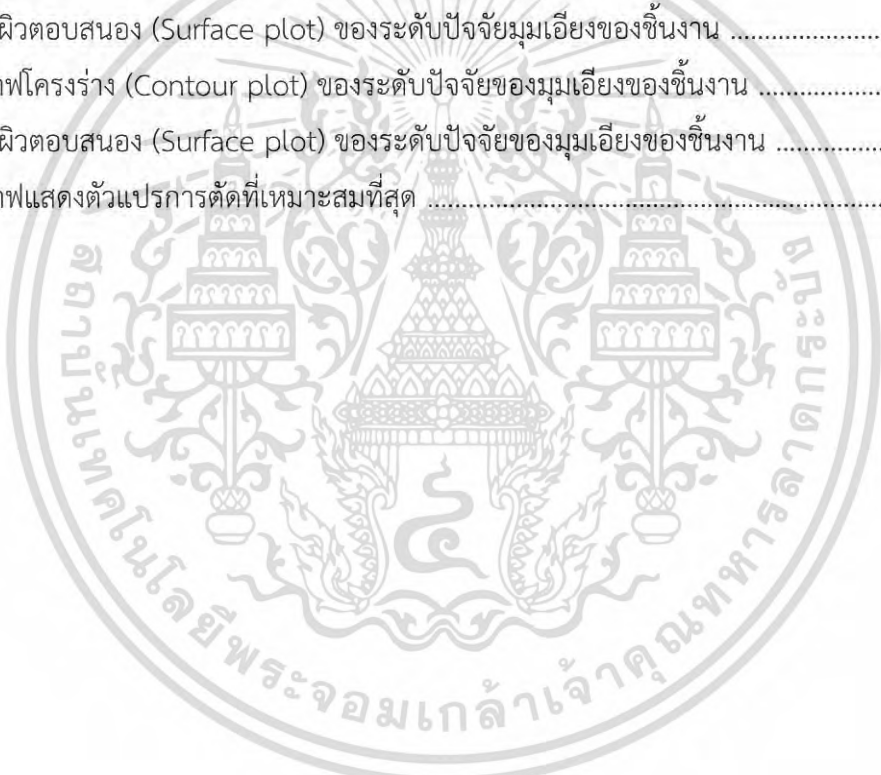 ผิวตอบสนอง (Surface plot) ของระดับปัจจัยมุมเอียงของชิ้นงาน ....................
าฟโครงร่าง (Contour plot) ของระดับปัจจัยของมุมเอียงของชิ้นงาน ................
ผิวตอบสนอง (Surface plot) ของระดับปัจจัยของมุมเอียงของชิ้นงาน ..............
าฟแสดงตัวแปรการตัดที่เหมาะสมที่สุด ............................................................
สถาบันเทคโนโลยีพระจอมเกล้าเจ้าคุณทหารลาดกระบัง
๔